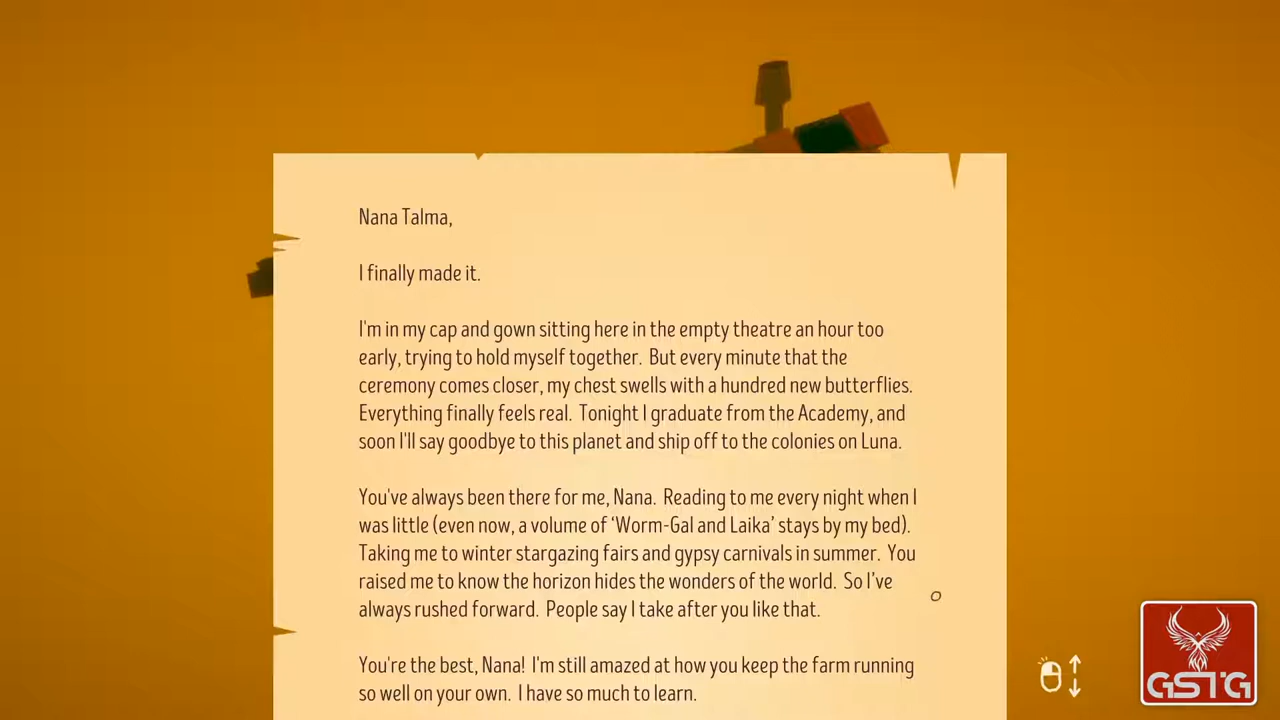 Nana Talma,
I finally made it.
I'm in my cap and gown sitting here in the empty theatre an hour too
early, trying to hold myself together.  But every minute that the
ceremony comes closer, my chest swells with a hundred new butterflies.
Everything finally feels real.  Tonight I graduate from the Academy, and
soon I'll say goodbye to this planet and ship off to the colonies on Luna.
You've always been there for me, Nana.  Reading to me every night when I
was little (even now, a volume of ‘Worm-Gal and Laika’ stays by my bed).
Taking me to winter stargazing fairs and gypsy carnivals in summer.  You
raised me to know the horizon hides the wonders of the world.  So I’ve
always rushed forward.  People say I take after you like that.
You're the best, Nana!  I'm still amazed at how you keep the farm running
so well on your own.  I have so much to learn.
GSTG